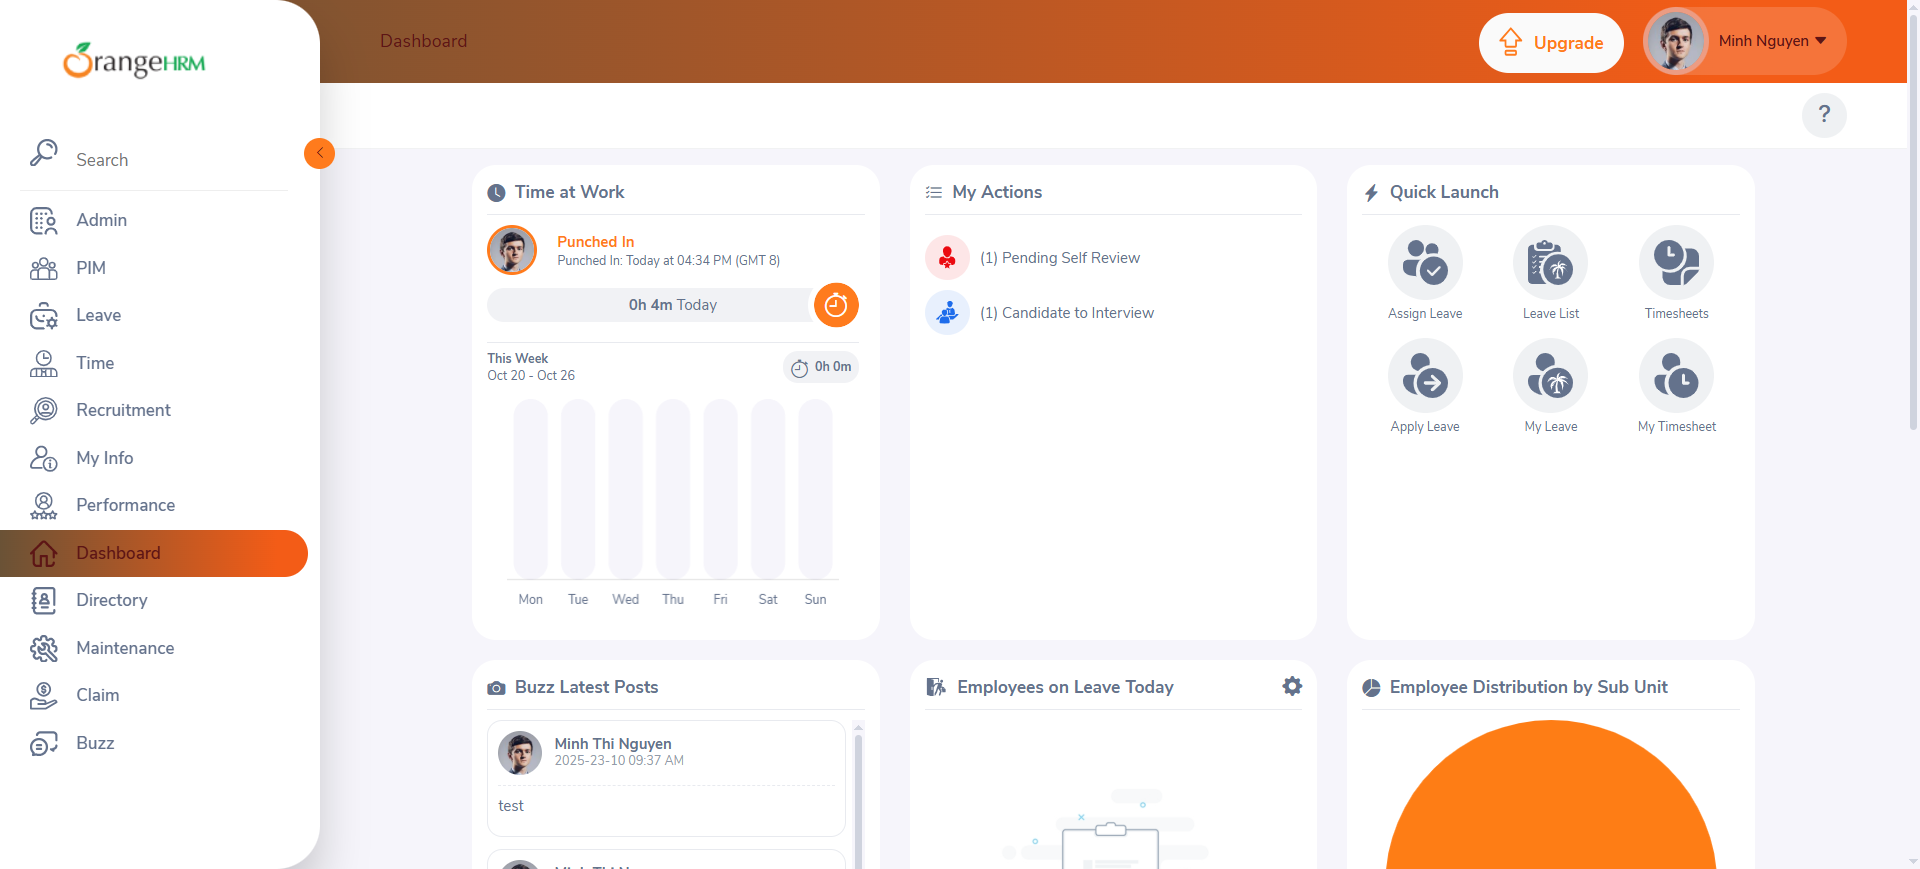 OrangeHRM
Search
Admin
PIM
Leave
Time
Recruitment
My Info
Performance
Dashboard
Directory
Maintenance
Claim
Buzz
Dashboard
Upgrade
Minh Nguyen
?
Time at Work
Punched In
Punched In: Today at 04:34 PM (GMT 8)
0h 4m Today
This Week
Oct 20 - Oct 26
0h 0m
Mon Tue Wed Thu Fri Sat Sun
My Actions
(1) Pending Self Review
(1) Candidate to Interview
Quick Launch
Assign Leave
Leave List
Timesheets
Apply Leave
My Leave
My Timesheet
Buzz Latest Posts
Minh Thi Nguyen
2025-23-10 09:37 AM
test
Employees on Leave Today
Employee Distribution by Sub Unit